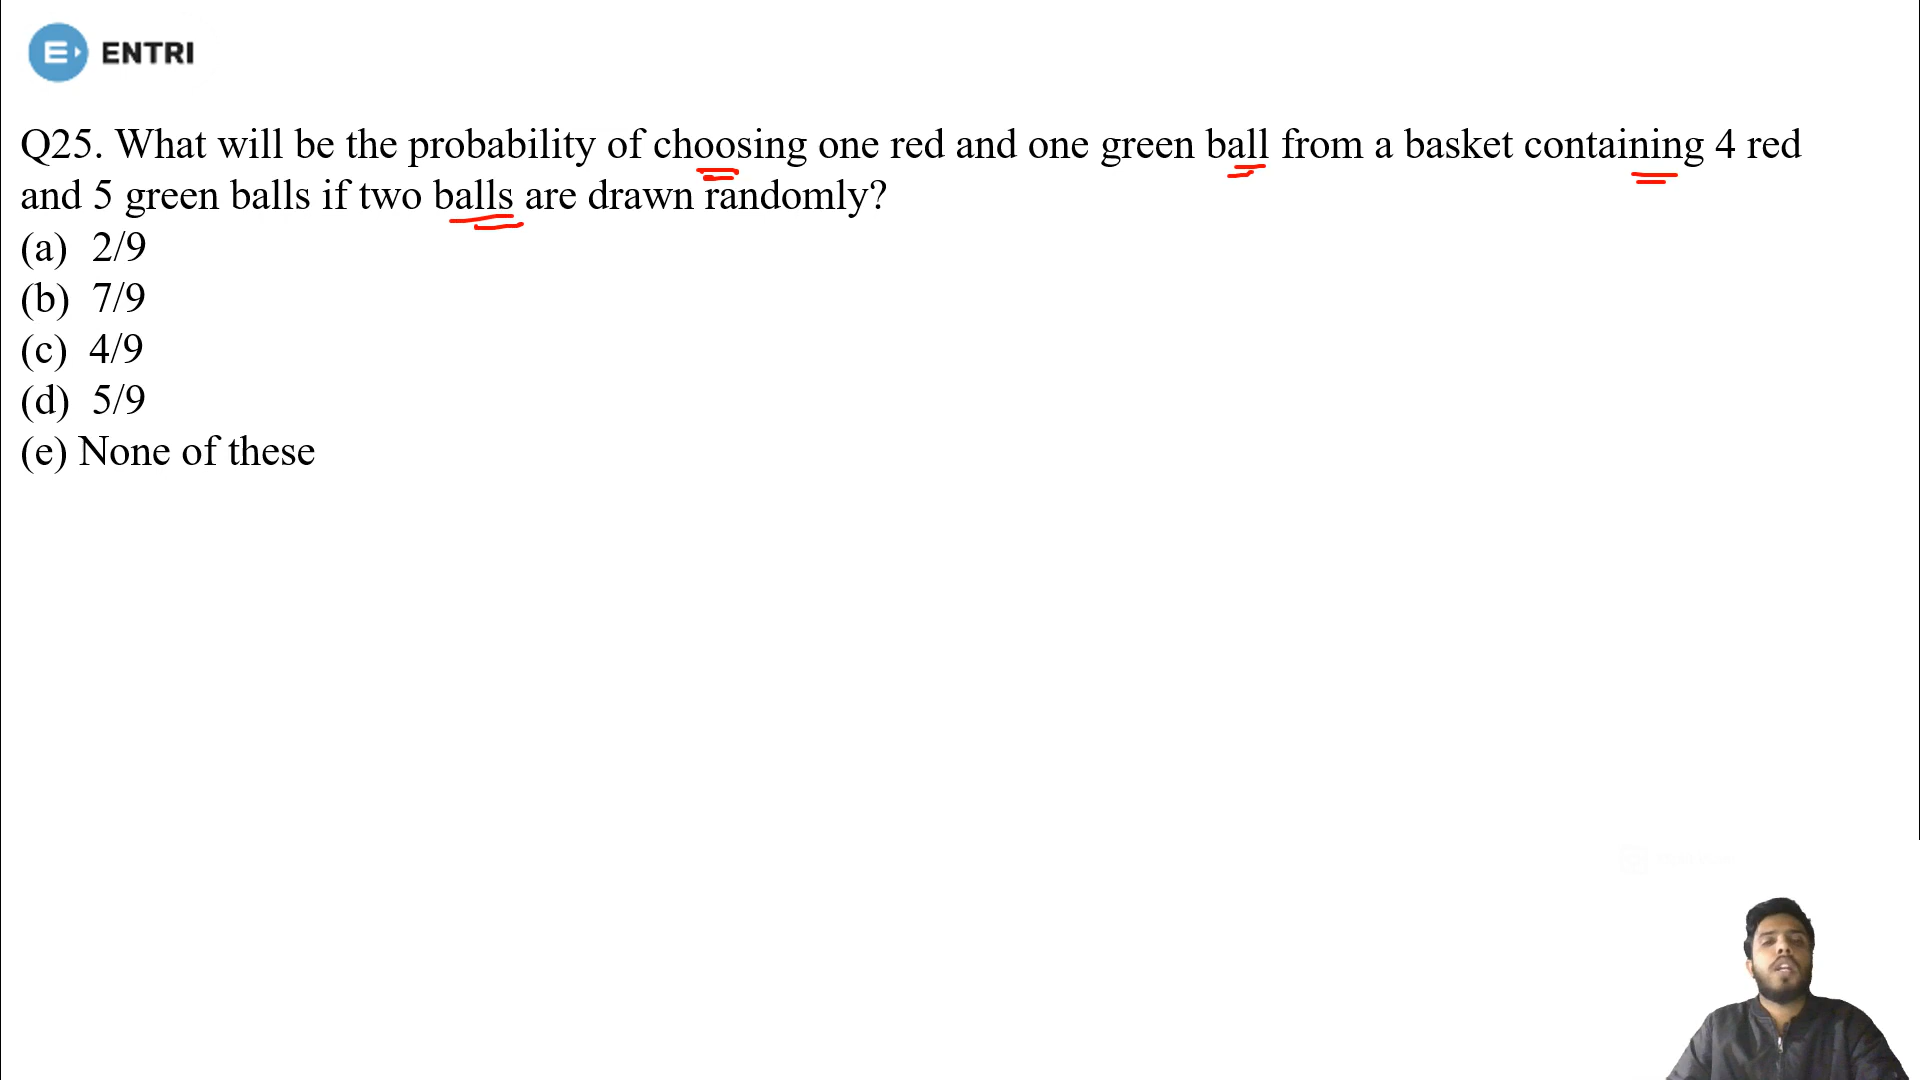 ENTRI
Q25. What will be the probability of choosing one red and one green ball from a basket containing 4 red
and 5 green balls if two balls are drawn randomly?
(a) 2/9
(b) 7/9
(c) 4/9
(d) 5/9
(e) None of these